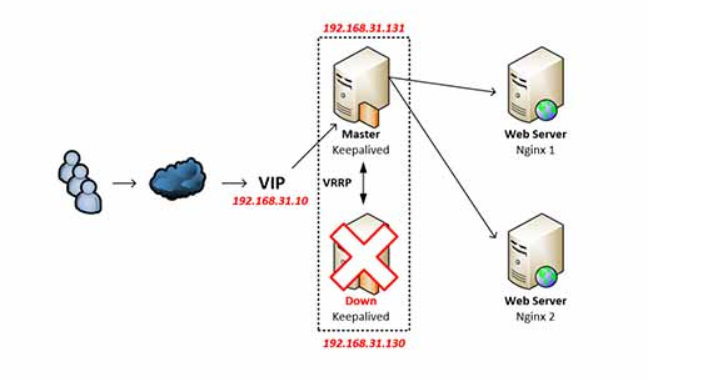 192.168.31.131
Master
Keepalived
Web Server
Nginx 1
VIP
192.168.31.10
VRRP
Down
Keepalived
192.168.31.130
Web Server
Nginx 2